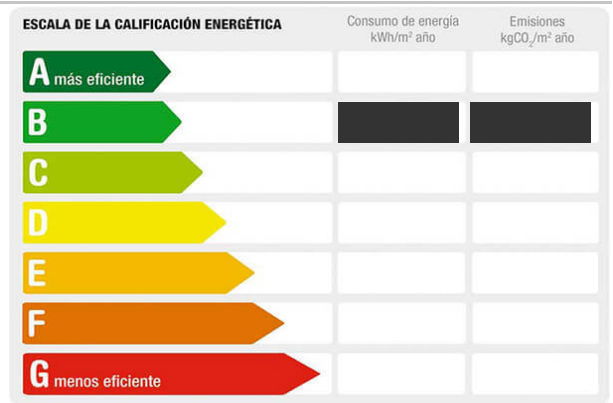 ESCALA DE LA CALIFICACIÓN ENERGÉTICA
Consumo de energía
kWh/m² año
Emisiones
kgCO₂/m² año
A más eficiente
B
C
D
E
F
G menos eficiente